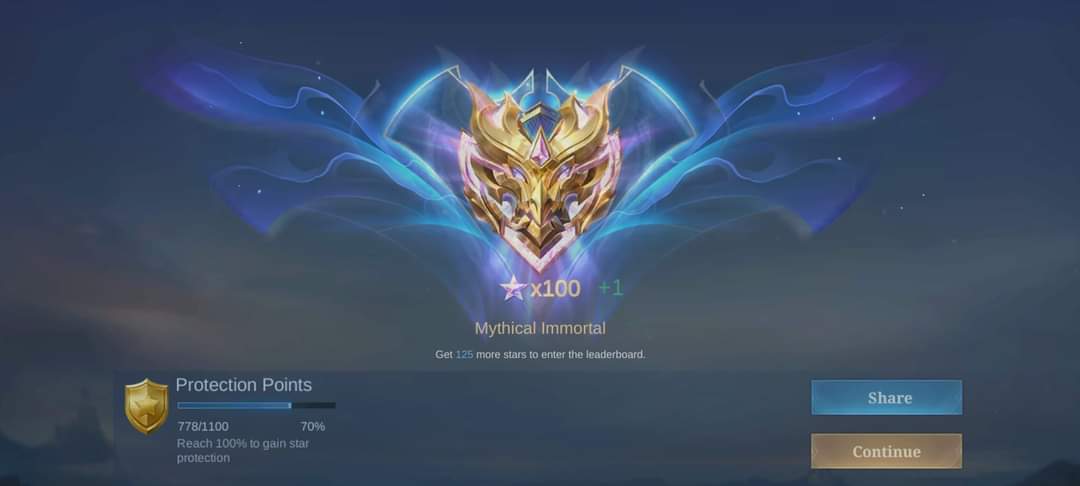 x100 +1
Mythical Immortal
Get 125 more stars to enter the leaderboard.
Protection Points
778/1100 70%
Reach 100% to gain star
protection
Share
Continue